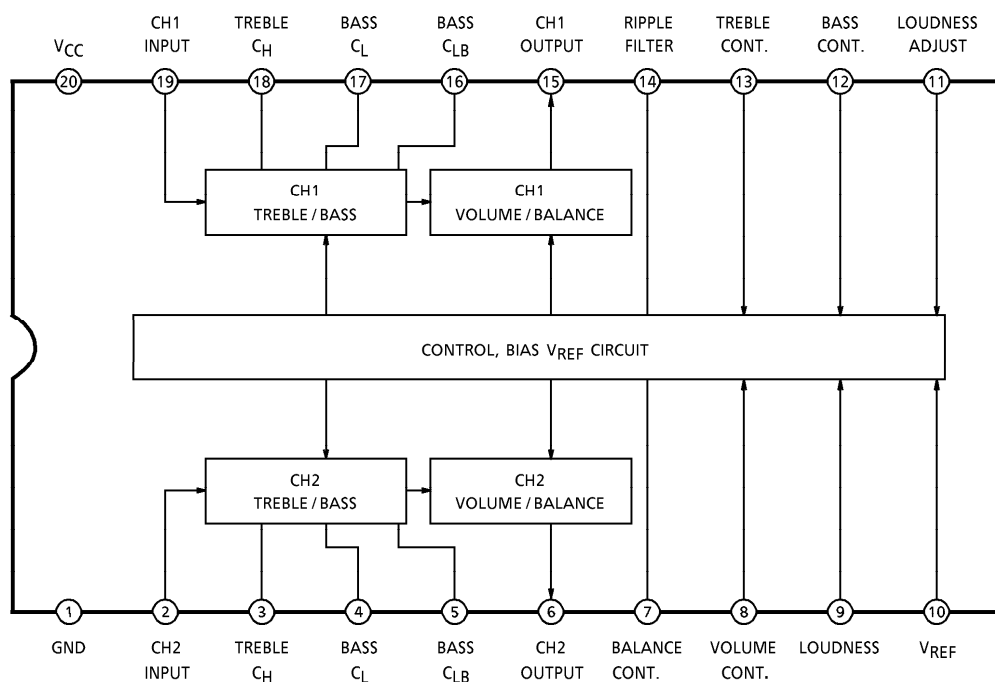 VCC
CH1
INPUT
TREBLE
CH
BASS
CL
BASS
CLB
CH1
OUTPUT
RIPPLE
FILTER
TREBLE
CONT.
BASS
CONT.
LOUDNESS
ADJUST
20 19 18 17 16 15 14 13 12 11
CH1
TREBLE / BASS
CH1
VOLUME / BALANCE
CONTROL, BIAS VREF CIRCUIT
CH2
TREBLE / BASS
CH2
VOLUME / BALANCE
1 2 3 4 5 6 7 8 9 10
GND
CH2
INPUT
TREBLE
CH
BASS
CL
BASS
CLB
CH2
OUTPUT
BALANCE
CONT.
VOLUME
CONT.
LOUDNESS
VREF